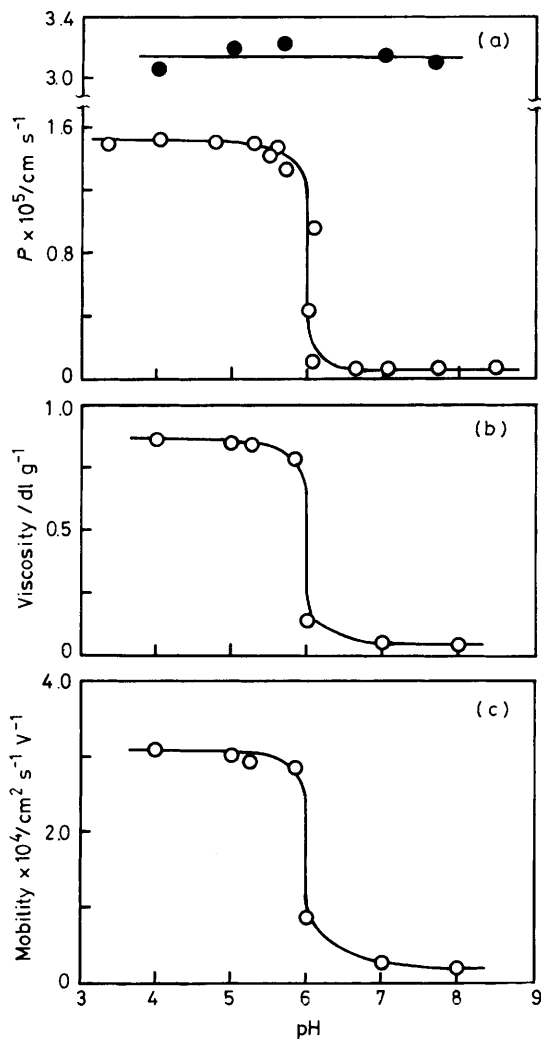 3.4
(a)
3.0
1.6
0.8
0
P × 10⁵/cm s⁻¹
1.0
(b)
0.5
0
Viscosity / dl g⁻¹
4.0
(c)
2.0
0
Mobility × 10⁴/cm² s⁻¹ V⁻¹
3 4 5 6 7 8 9
pH